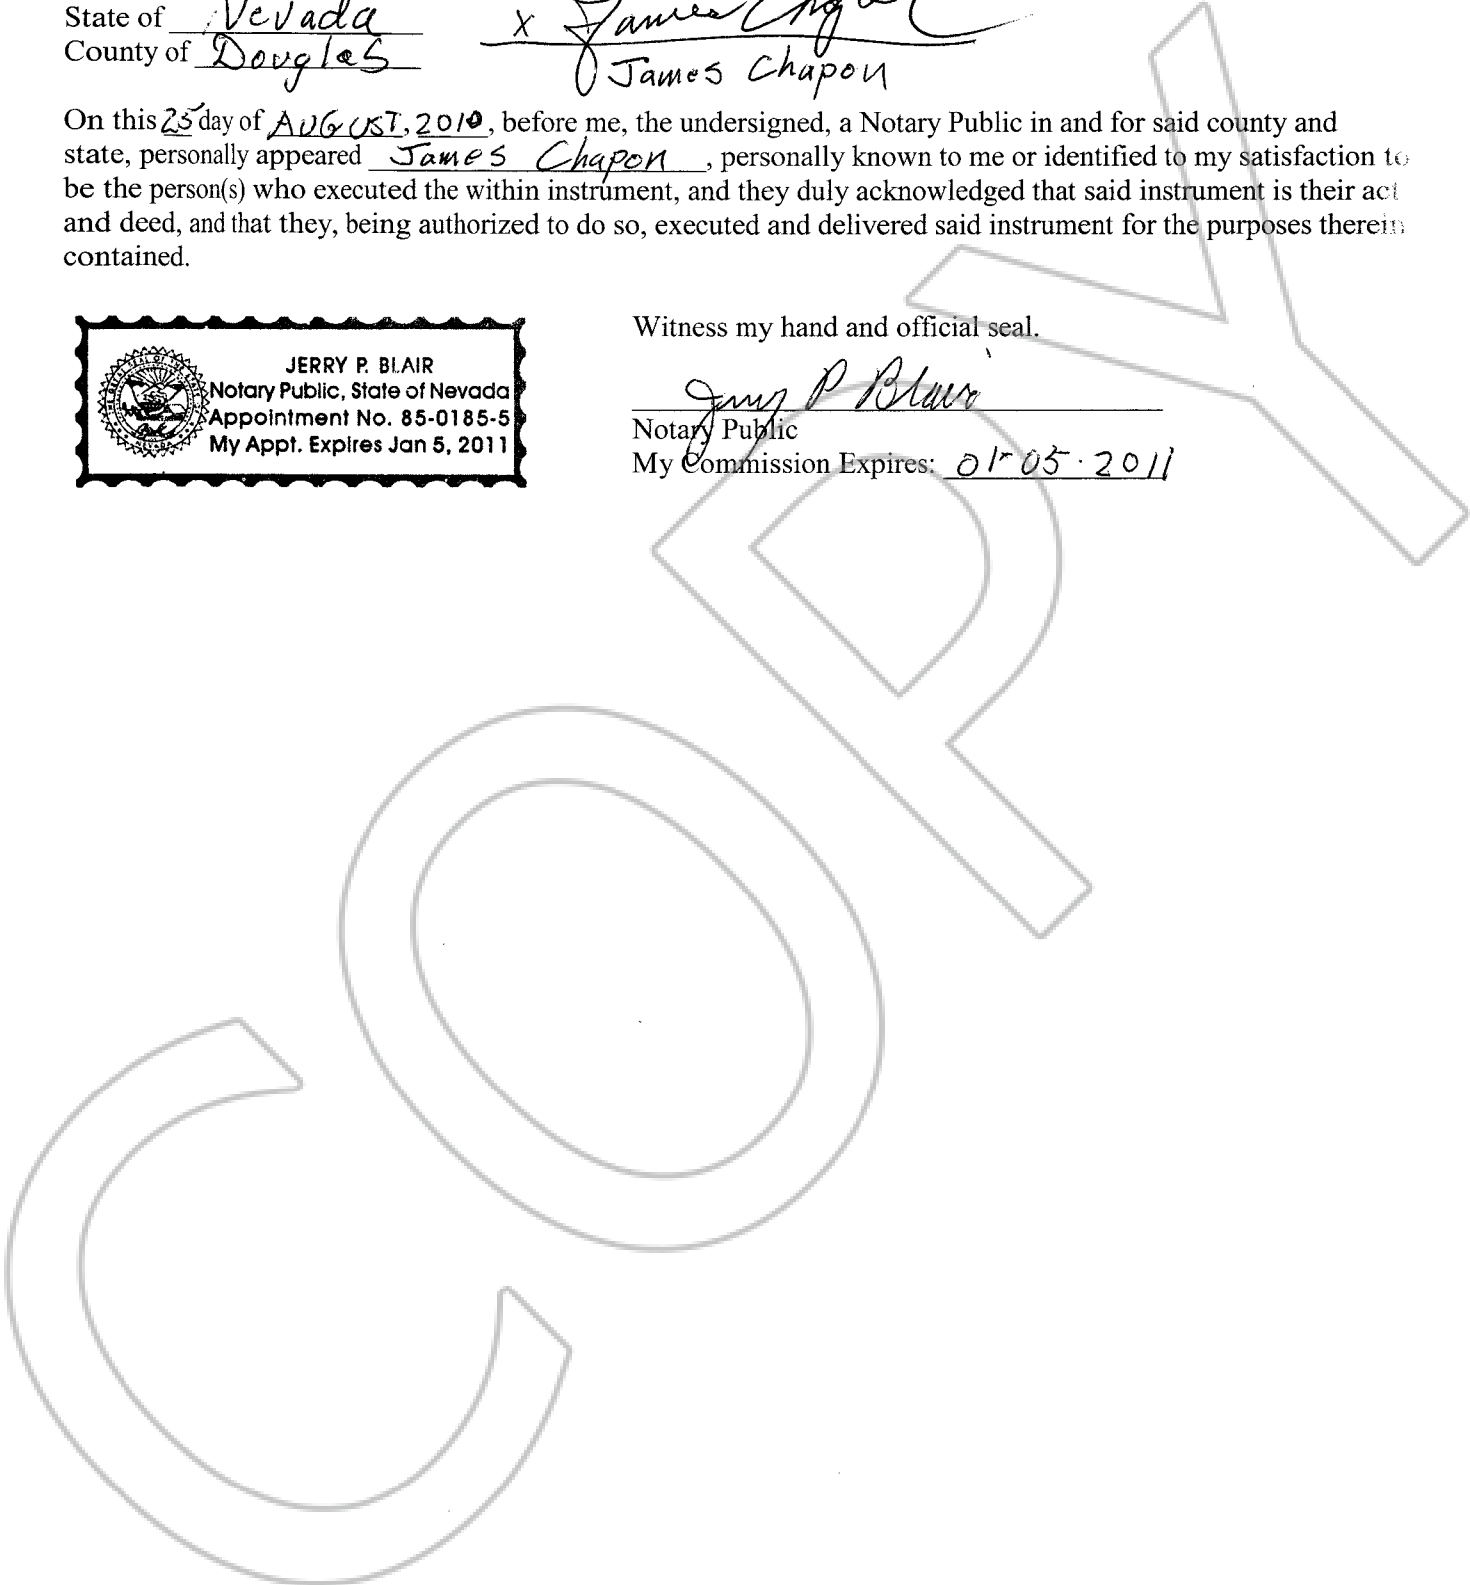 State of Nevada
x James Chapon
County of Douglas
James Chapon
On this 25 day of AUGUST, 2010, before me, the undersigned, a Notary Public in and for said county and
state, personally appeared James Chapon, personally known to me or identified to my satisfaction to
be the person(s) who executed the within instrument, and they duly acknowledged that said instrument is their act
and deed, and that they, being authorized to do so, executed and delivered said instrument for the purposes therein
contained.
JERRY P. BLAIR
Notary Public, State of Nevada
Appointment No. 85-0185-5
My Appt. Expires Jan 5, 2011
Witness my hand and official seal.
Jerry P Blair
Notary Public
My Commission Expires: 01-05-2011
COPY